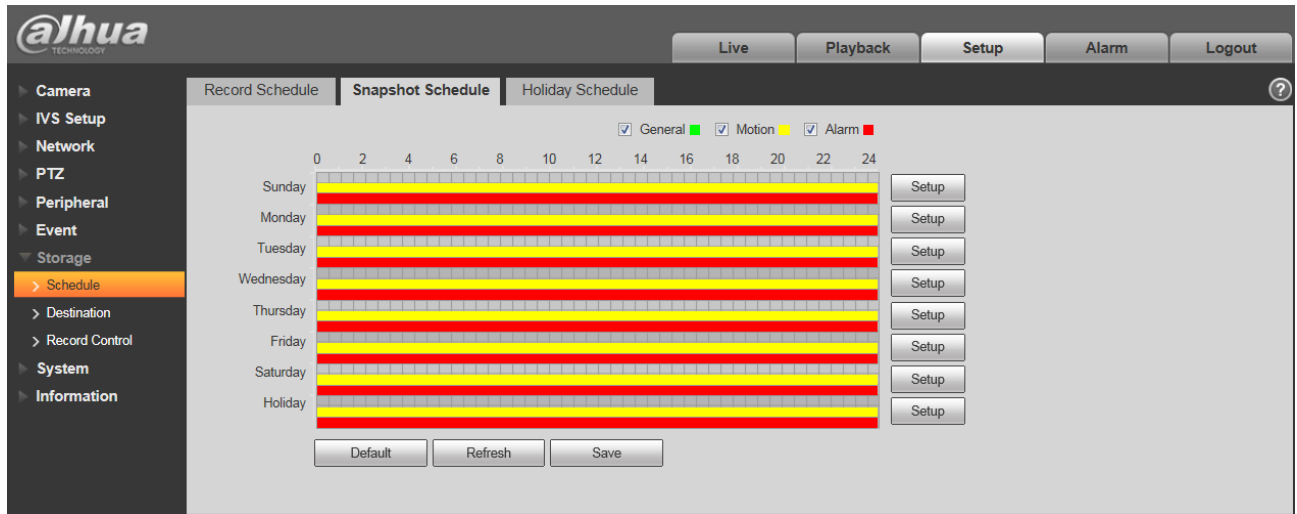 alhua
TECHNOLOGY
Live Playback Setup Alarm Logout
Camera
IVS Setup
Network
PTZ
Peripheral
Event
Storage
Schedule
Destination
Record Control
System
Information
Record Schedule Snapshot Schedule Holiday Schedule ?
General Motion Alarm
0 2 4 6 8 10 12 14 16 18 20 22 24
Sunday Setup
Monday Setup
Tuesday Setup
Wednesday Setup
Thursday Setup
Friday Setup
Saturday Setup
Holiday Setup
Default Refresh Save